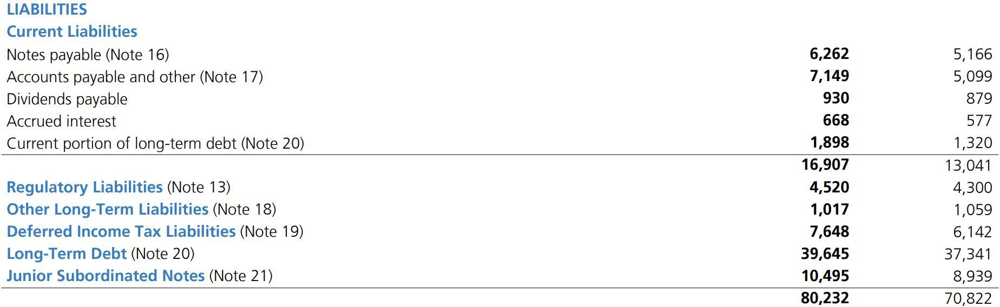 LIABILITIES
Current Liabilities
Notes payable (Note 16) 6,262 5,166
Accounts payable and other (Note 17) 7,149 5,099
Dividends payable 930 879
Accrued interest 668 577
Current portion of long-term debt (Note 20) 1,898 1,320
16,907 13,041
Regulatory Liabilities (Note 13) 4,520 4,300
Other Long-Term Liabilities (Note 18) 1,017 1,059
Deferred Income Tax Liabilities (Note 19) 7,648 6,142
Long-Term Debt (Note 20) 39,645 37,341
Junior Subordinated Notes (Note 21) 10,495 8,939
80,232 70,822